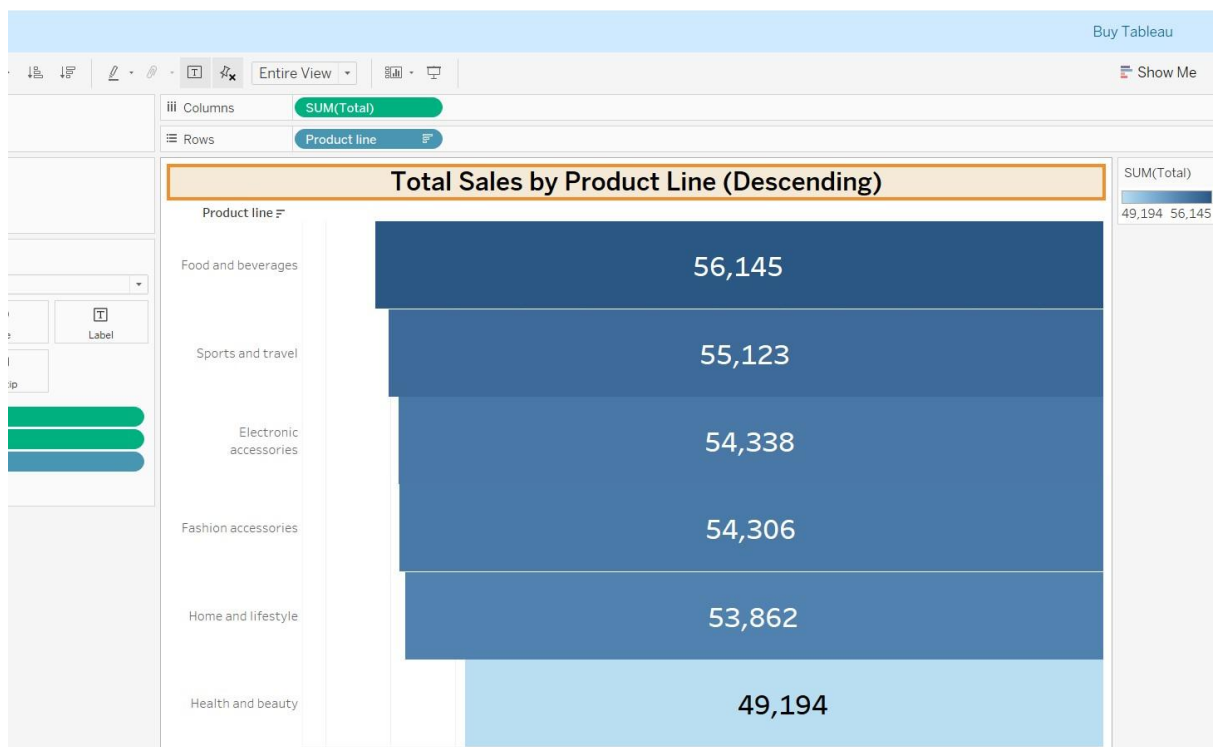 Buy Tableau
Entire View
Show Me
Columns SUM(Total)
Rows Product line
Total Sales by Product Line (Descending)
SUM(Total)
49,194 56,145
Product line
Food and beverages 56,145
Sports and travel 55,123
Label
Electronic
accessories 54,338
Fashion accessories 54,306
Home and lifestyle 53,862
Health and beauty 49,194